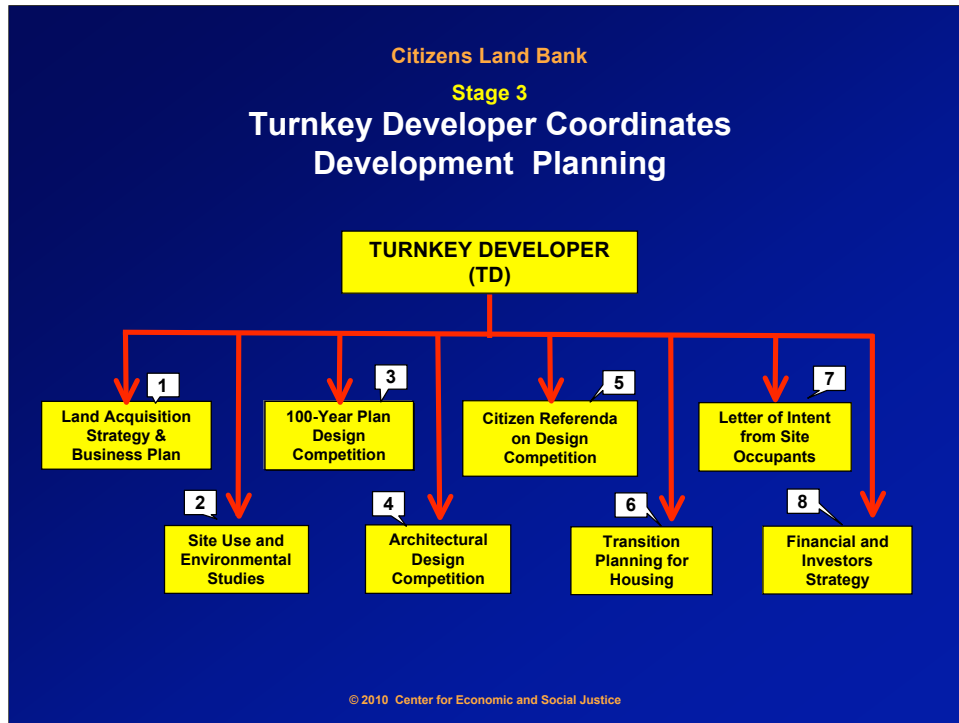 Citizens Land Bank
Stage 3
Turnkey Developer Coordinates
Development Planning
TURNKEY DEVELOPER
(TD)
1
Land Acquisition
Strategy &
Business Plan
2
Site Use and
Environmental
Studies
3
100-Year Plan
Design
Competition
4
Architectural
Design
Competition
5
Citizen Referenda
on Design
Competition
6
Transition
Planning for
Housing
7
Letter of Intent
from Site
Occupants
8
Financial and
Investors
Strategy
© 2010 Center for Economic and Social Justice